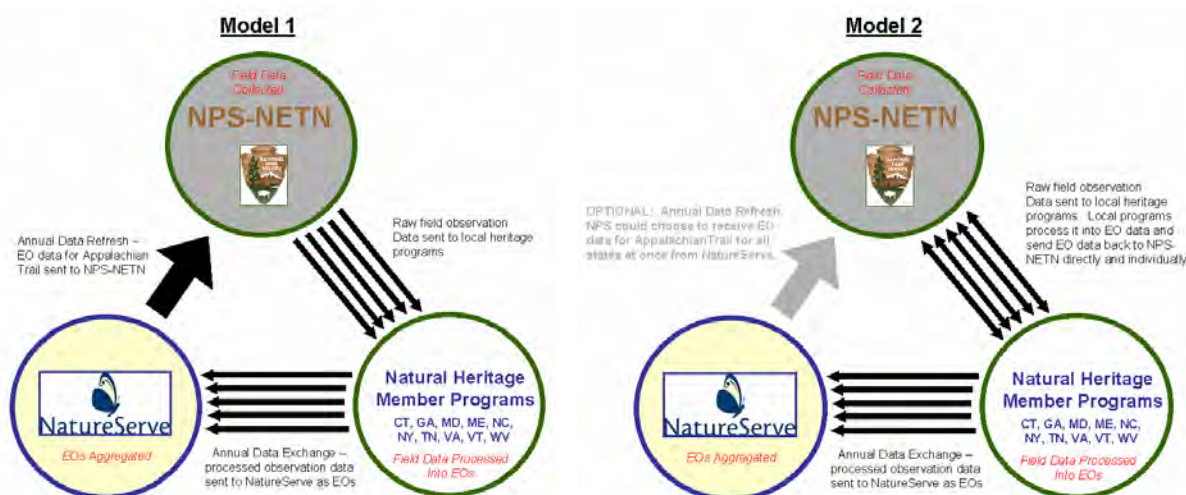 Model 1
Field Data
Collected
NPS-NETN
Annual Data Refresh –
EO data for Appalachian
Trail sent to NPS-NETN
Raw field observation
Data sent to local heritage
programs
NatureServe
EOs Aggregated
Natural Heritage
Member Programs
CT, GA, MD, ME, NC,
NY, TN, VA, VT, WV
Field Data Processed
Into EOs
Annual Data Exchange –
processed observation data
sent to NatureServe as EOs
Model 2
Field Data
Collected
NPS-NETN
OPTIONAL: Annual Data Refresh
NPS could choose to receive EO
data for AppalachianTrail for all
states at once from NatureServe.
Raw field observation
Data sent to local heritage
programs. Local programs
process it into EO data and
send EO data back to NPS-
NETN directly and individually
NatureServe
EOs Aggregated
Natural Heritage
Member Programs
CT, GA, MD, ME, NC,
NY, TN, VA, VT, WV
Field Data Processed
Into EOs
Annual Data Exchange –
processed observation data
sent to NatureServe as EOs